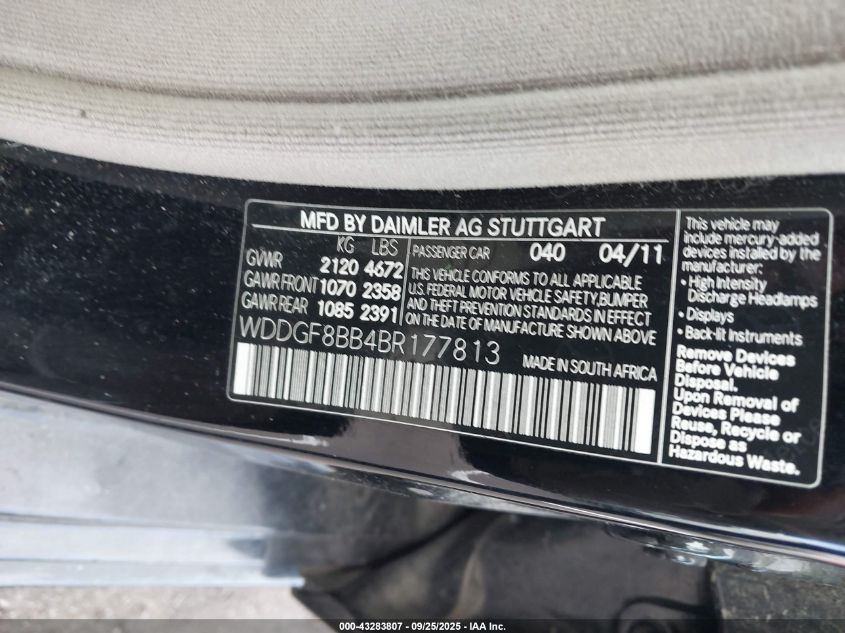 MFD BY DAIMLER AG STUTTGART
KG LBS
GVWR 2120 4672
GAWR FRONT 1070 2358
GAWR REAR 1085 2391
PASSENGER CAR 040 04/11
THIS VEHICLE CONFORMS TO ALL APPLICABLE
U.S. FEDERAL MOTOR VEHICLE SAFETY, BUMPER
AND THEFT PREVENTION STANDARDS IN EFFECT
ON THE DATE OF MANUFACTURE SHOWN ABOVE
WDDGF8BB4BR177813
MADE IN SOUTH AFRICA
This vehicle may
include mercury-added
devices installed by the
manufacturer:
• High Intensity
Discharge Headlamps
• Displays
• Back-lit Instruments
Remove Devices
Before Vehicle
Disposal.
Upon Removal of
Devices Please
Reuse, Recycle or
Dispose as
Hazardous Waste.
000-43283807 - 09/25/2025 - IAA Inc.